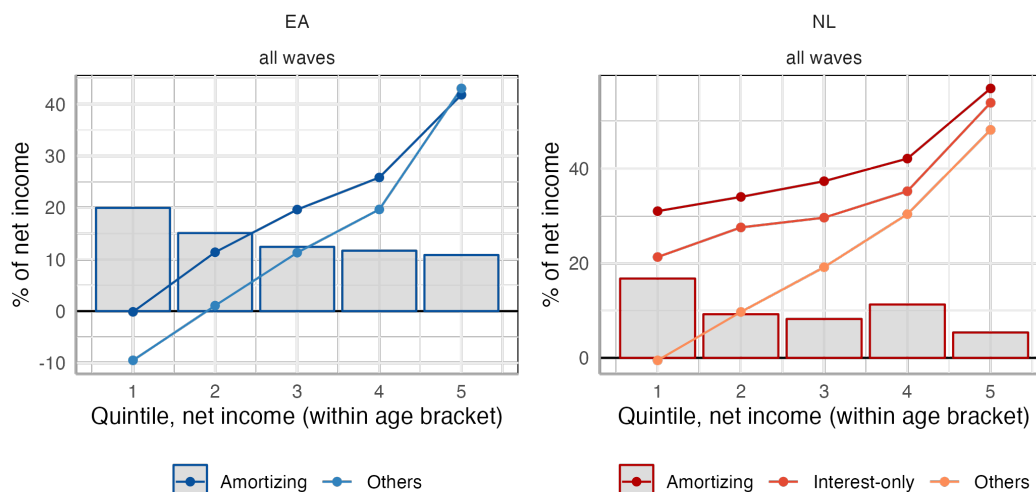 EA
all waves
% of net income
40
30
20
10
0
-10
1 2 3 4 5
Quintile, net income (within age bracket)
Amortizing Others
NL
all waves
% of net income
40
20
0
1 2 3 4 5
Quintile, net income (within age bracket)
Amortizing Interest-only Others